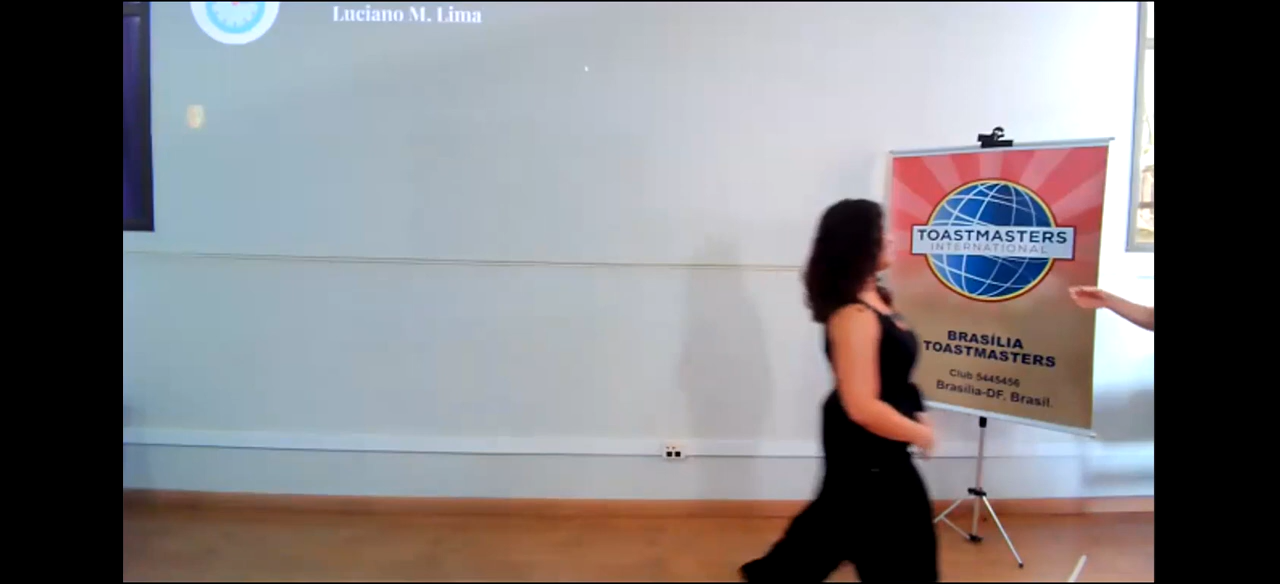 Luciano M. Lima
TOASTMASTERS
INTERNATIONAL
BRASÍLIA
TOASTMASTERS
Club 5445456
Brasília-DF. Brasil.